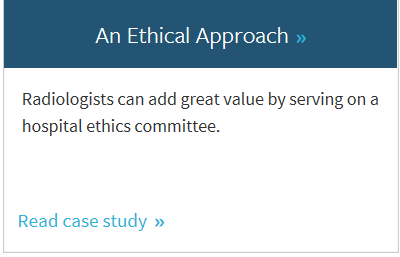 An Ethical Approach »
Radiologists can add great value by serving on a
hospital ethics committee.
Read case study »